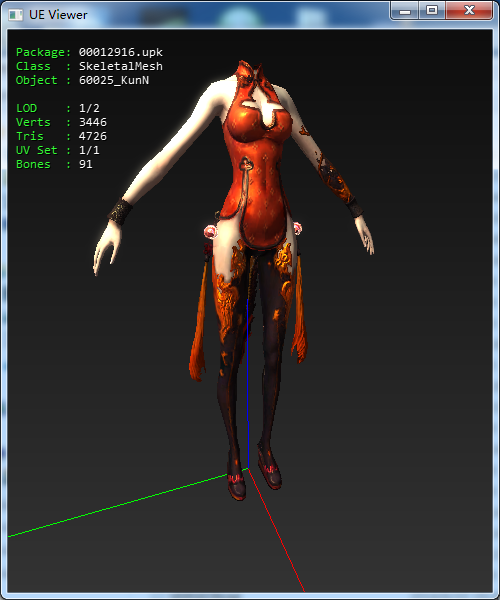 UE Viewer
Package: 00012916.upk
Class : SkeletalMesh
Object : 60025_KunN
LOD : 1/2
Verts : 3446
Tris : 4726
UV Set : 1/1
Bones : 91